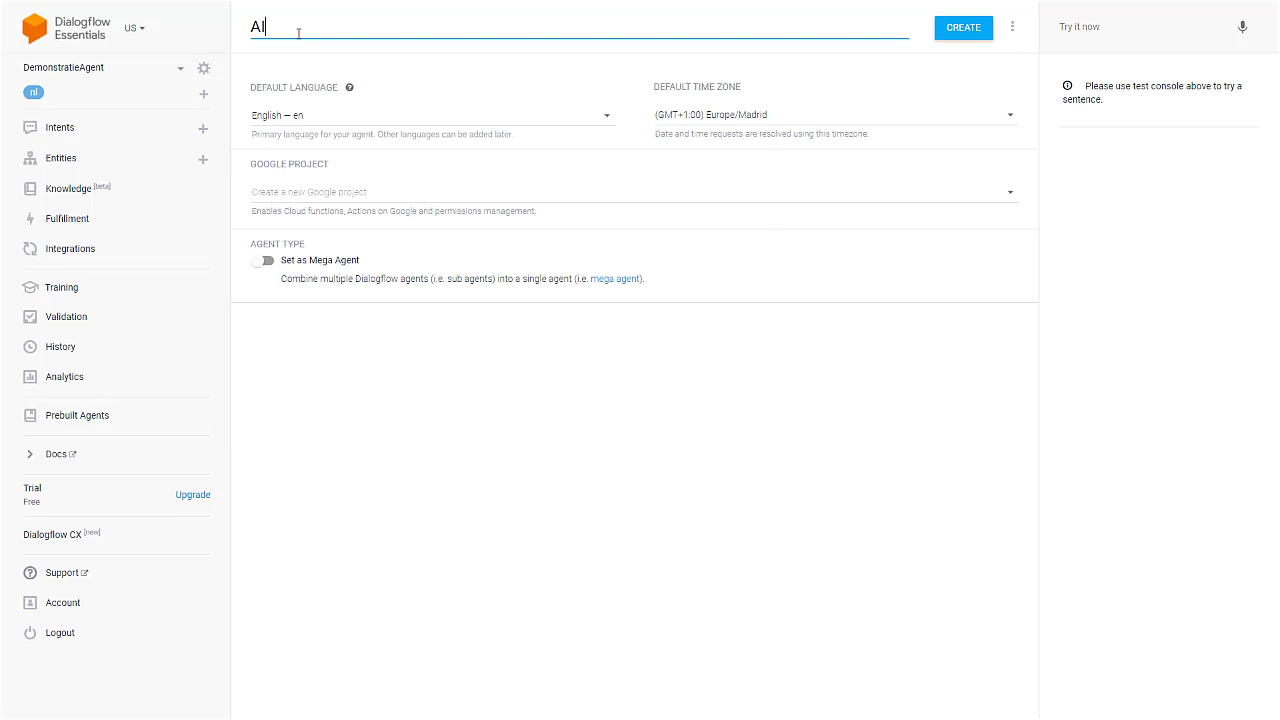 Dialogflow
Essentials
US
DemonstratieAgent
nl
Intents
Entities
Knowledge [beta]
Fulfillment
Integrations
Training
Validation
History
Analytics
Prebuilt Agents
Docs
Trial
Free
Upgrade
Dialogflow CX [new]
Support
Account
Logout
Al
CREATE
DEFAULT LANGUAGE
English — en
Primary language for your agent. Other languages can be added later.
DEFAULT TIME ZONE
(GMT+1:00) Europe/Madrid
Date and time requests are resolved using this timezone.
GOOGLE PROJECT
Create a new Google project
Enables Cloud functions, Actions on Google and permissions management.
AGENT TYPE
Set as Mega Agent
Combine multiple Dialogflow agents (i.e. sub agents) into a single agent (i.e. mega agent).
Try it now
Please use test console above to try a
sentence.